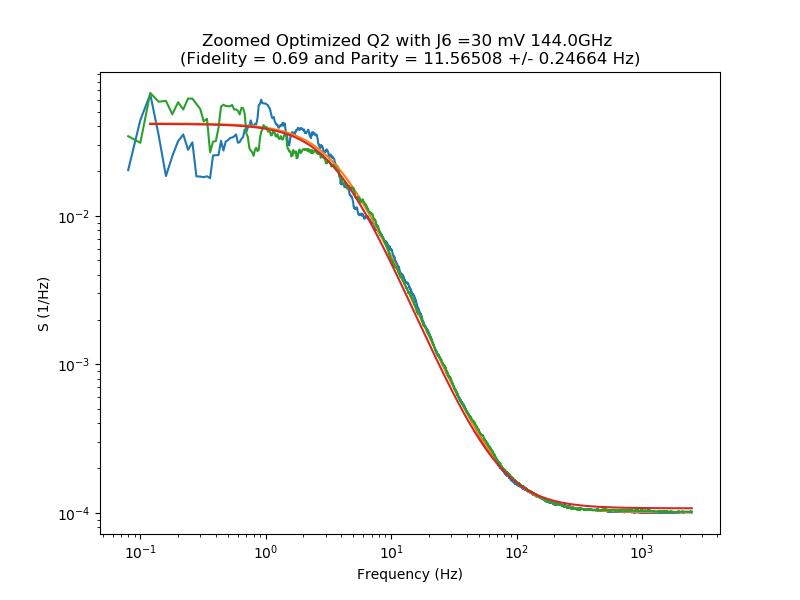 Zoomed Optimized Q2 with J6 =30 mV 144.0GHz
(Fidelity = 0.69 and Parity = 11.56508 +/- 0.24664 Hz)
S (1/Hz)
10⁻²
10⁻³
10⁻⁴
10⁻¹ 10⁰ 10¹ 10² 10³
Frequency (Hz)